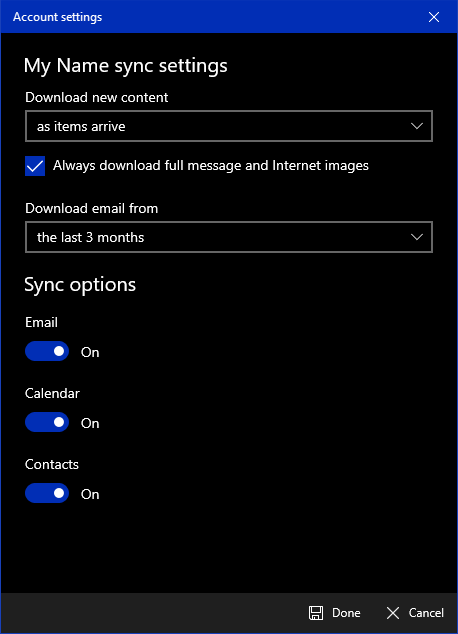 Account settings
My Name sync settings
Download new content
as items arrive
Always download full message and Internet images
Download email from
the last 3 months
Sync options
Email
On
Calendar
On
Contacts
On
Done Cancel